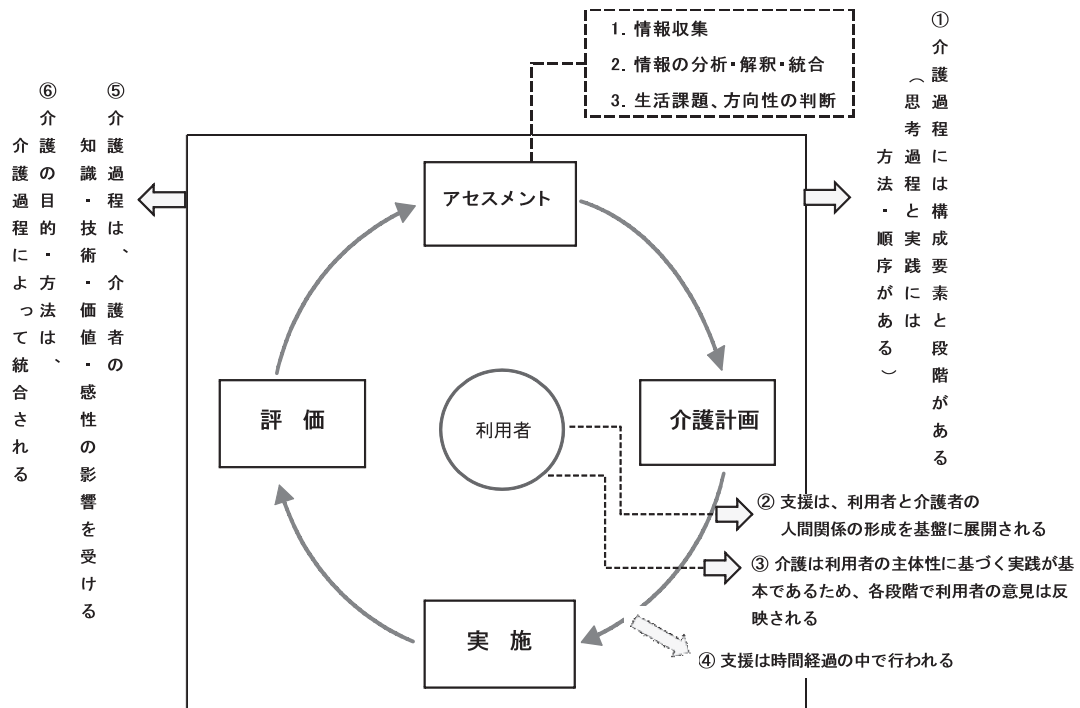 1. 情報収集
2. 情報の分析・解釈・統合
3. 生活課題、方向性の判断
①介護過程には構成要素と段階がある
（思考過程と実践には
方法・順序がある）
⑤介護過程は、介護者の
知識・技術・価値・感性の影響を受ける
⑥介護の目的・方法は、
介護過程によって統合される
アセスメント
評 価
利用者
介護計画
② 支援は、利用者と介護者の
人間関係の形成を基盤に展開される
③ 介護は利用者の主体性に基づく実践が基
本であるため、各段階で利用者の意見は反
映される
実 施
④ 支援は時間経過の中で行われる